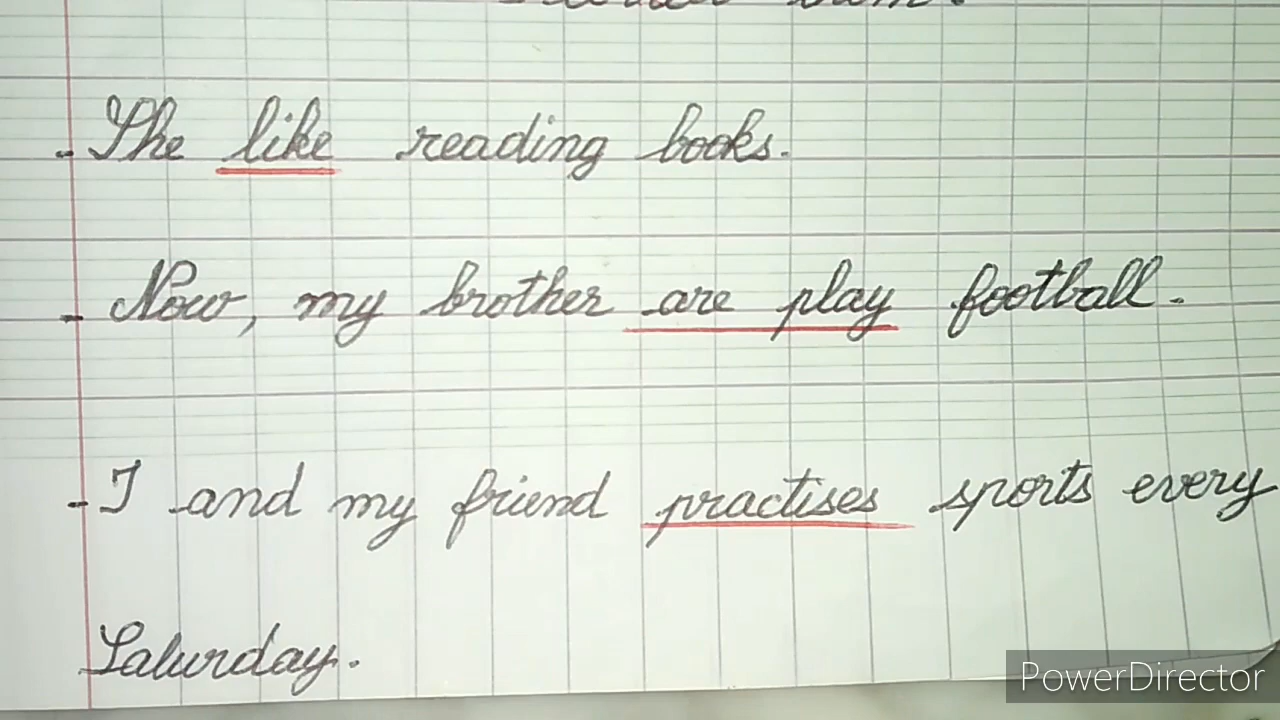 - She like reading books.
- Now, my brother are play football.
- I and my friend practises sports every
Saturday.
PowerDirector